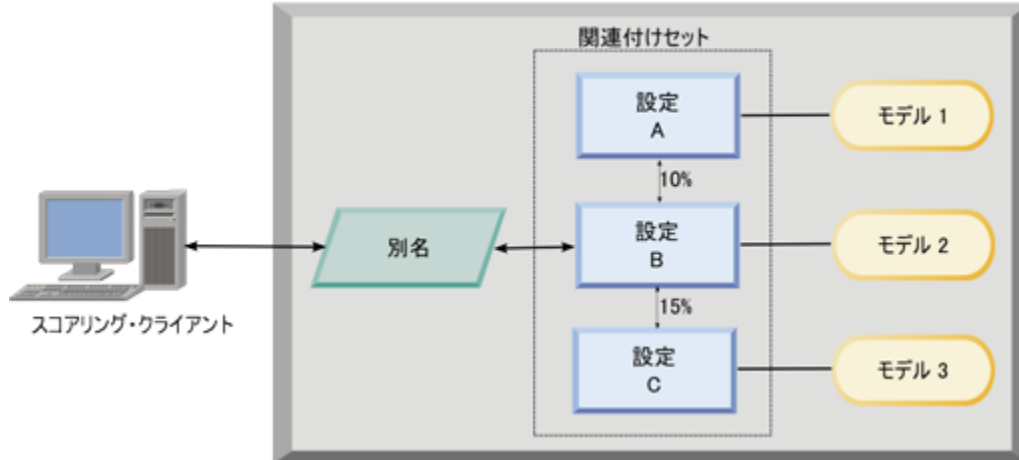 関連付けセット
設定
A
モデル 1
10%
別名
設定
B
モデル 2
15%
設定
C
モデル 3
スコアリング・クライアント